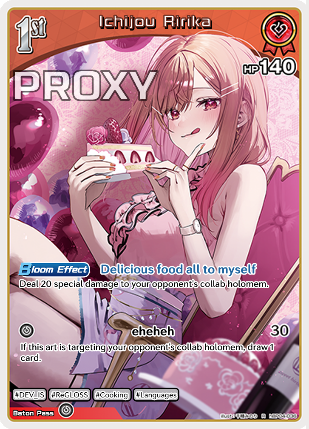 Ichijou Ririka
1st
HP140
PROXY
Bloom Effect Delicious food all to myself
Deal 20 special damage to your opponent's collab holomem.
eheheh 30
If this art is targeting your opponent's collab holomem, draw 1
card.
#DEV_IS #ReGLOSS #Cooking #Languages
Baton Pass